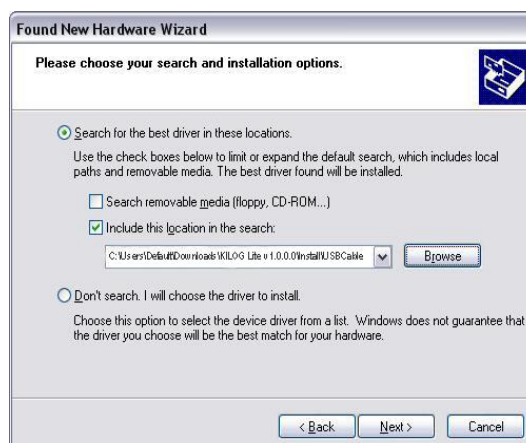 Found New Hardware Wizard
Please choose your search and installation options.
Search for the best driver in these locations.
Use the check boxes below to limit or expand the default search, which includes local
paths and removable media. The best driver found will be installed.
Search removable media (floppy, CD-ROM...)
Include this location in the search:
C:\Users\Default\Downloads\KILOG Lite v 1.0.0.0\Install\USBCable
Browse
Don't search. I will choose the driver to install.
Choose this option to select the device driver from a list. Windows does not guarantee that
the driver you choose will be the best match for your hardware.
< Back
Next >
Cancel